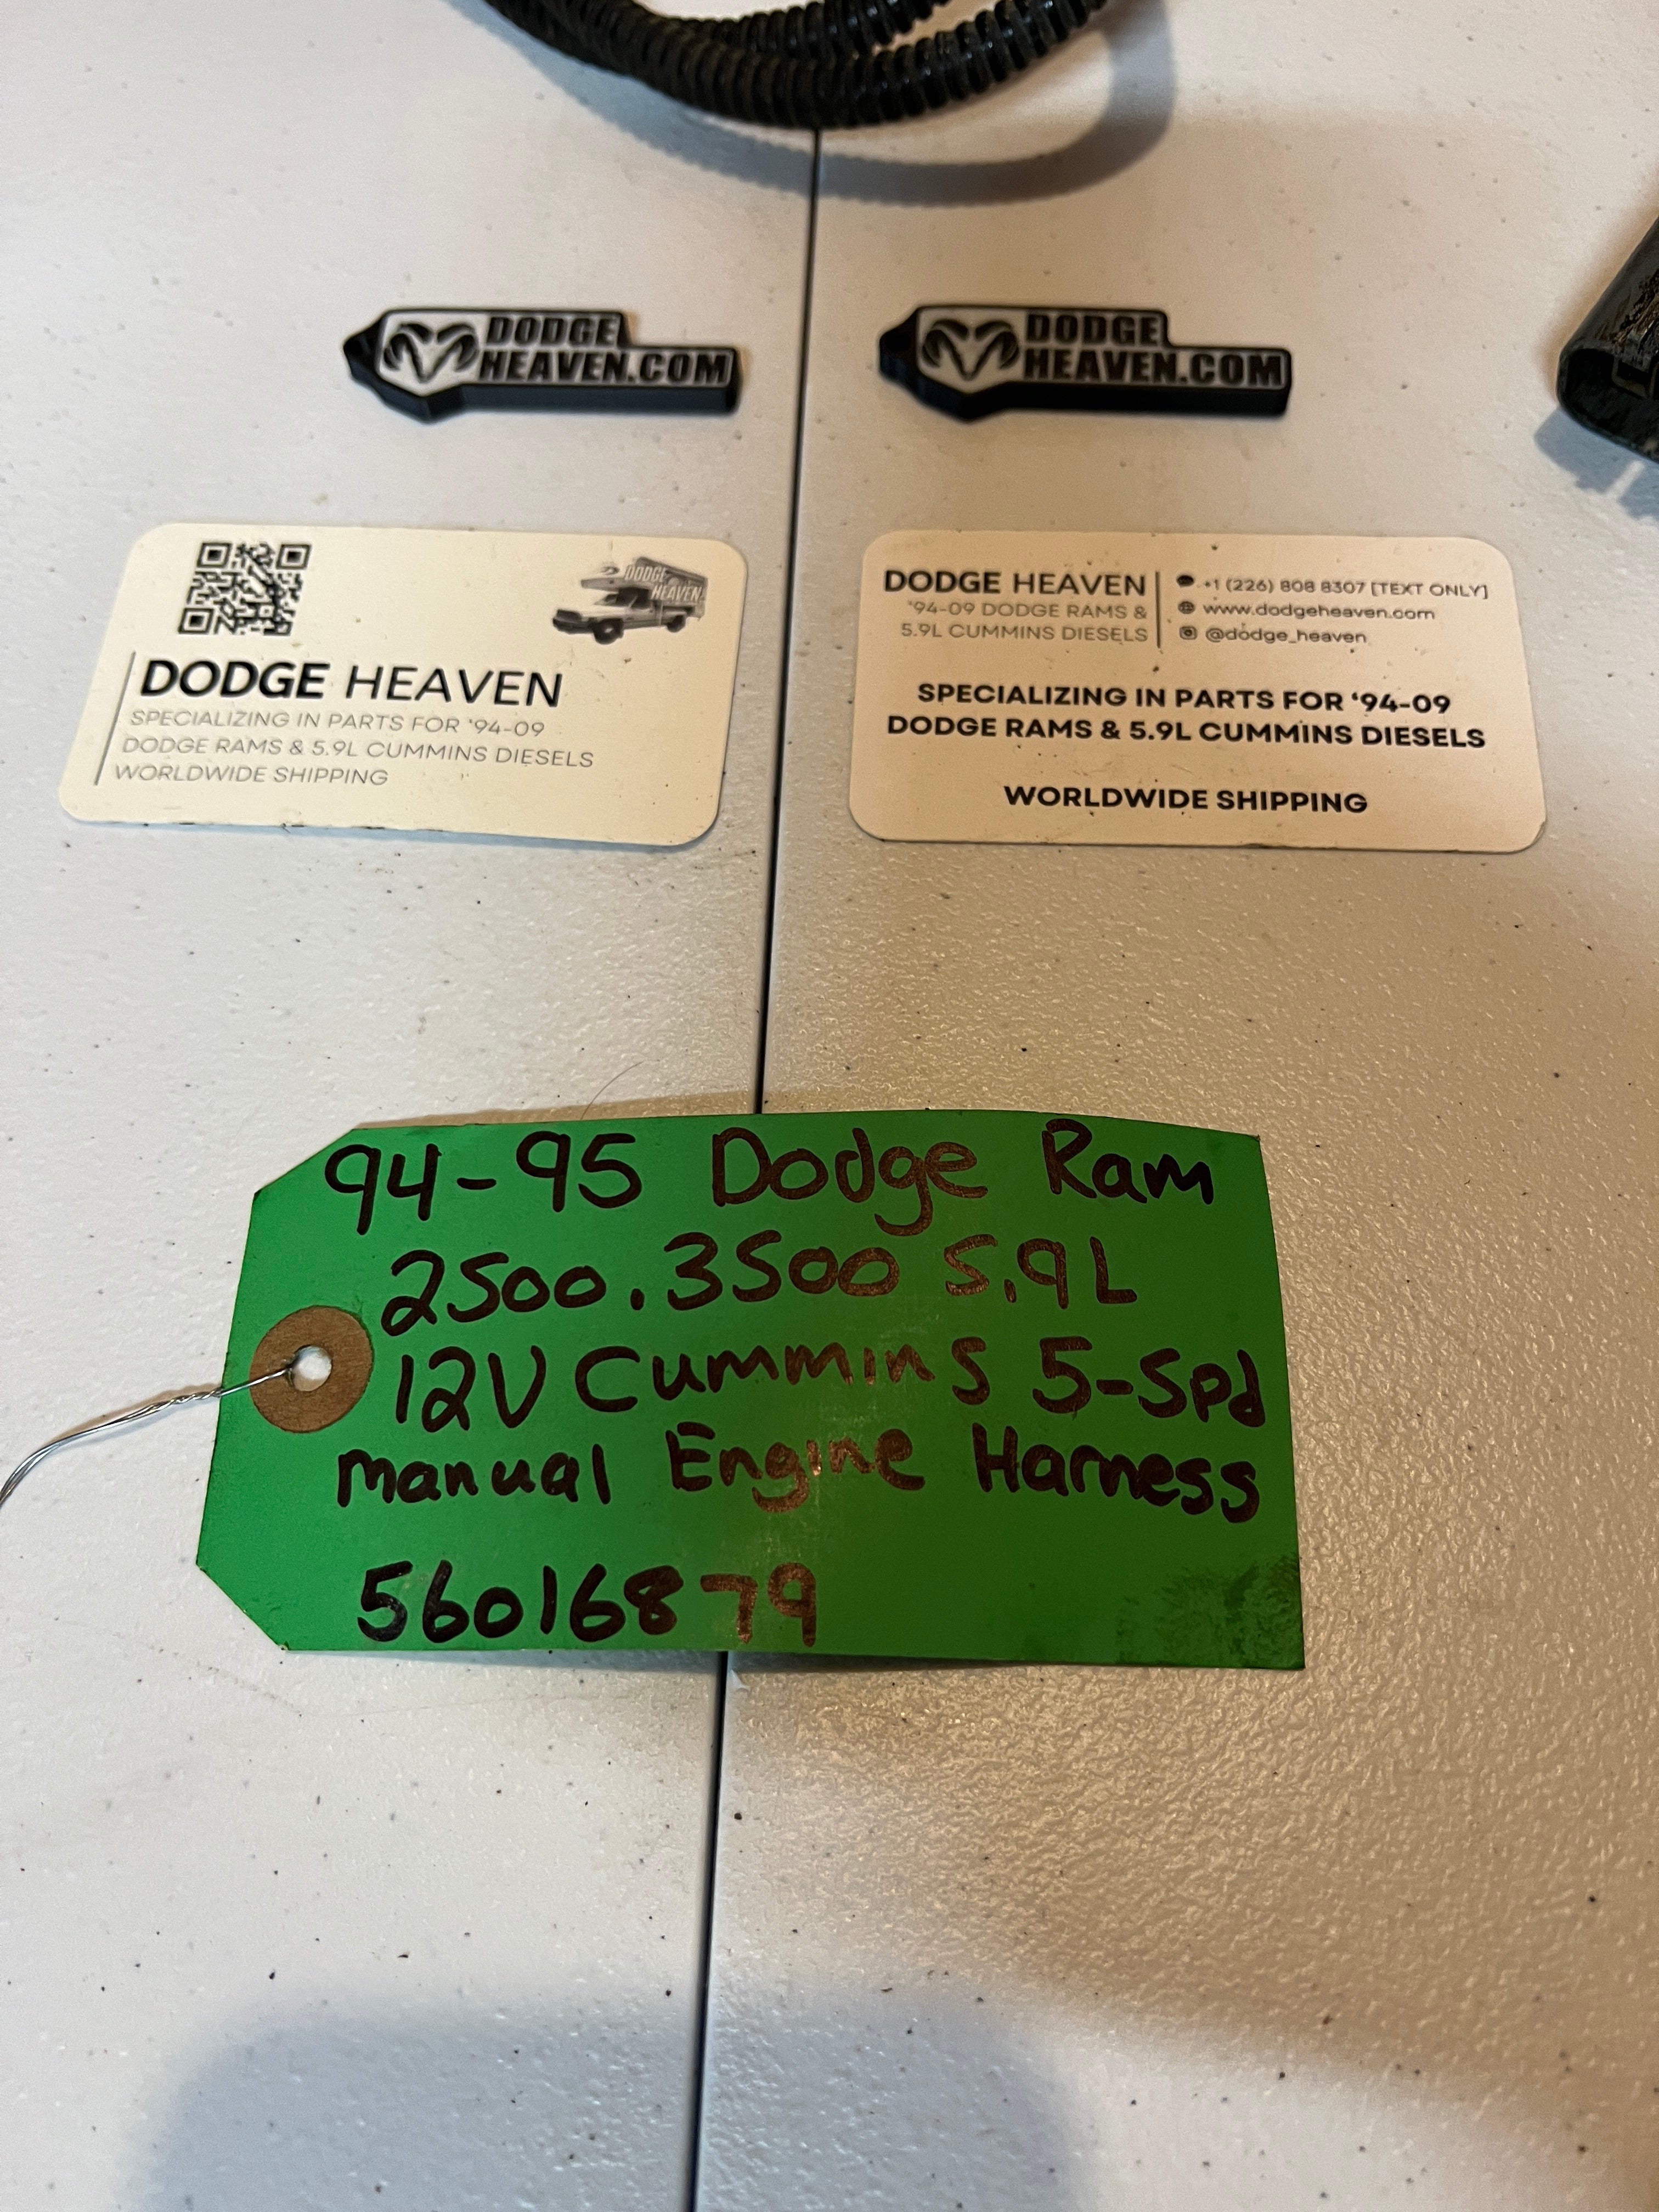 DODGE
HEAVEN.COM
DODGE
HEAVEN.COM
DODGE
HEAVEN
DODGE HEAVEN
SPECIALIZING IN PARTS FOR ‘94-09
DODGE RAMS & 5.9L CUMMINS DIESELS
WORLDWIDE SHIPPING
DODGE HEAVEN
‘94-09 DODGE RAMS &
5.9L CUMMINS DIESELS
+1 (226) 808 8307 [TEXT ONLY]
www.dodgeheaven.com
@dodge_heaven
SPECIALIZING IN PARTS FOR ‘94-09
DODGE RAMS & 5.9L CUMMINS DIESELS
WORLDWIDE SHIPPING
94-95 Dodge Ram
2500.3500 5.9L
12V Cummins 5-Spd
manual Engine Harness
56016879